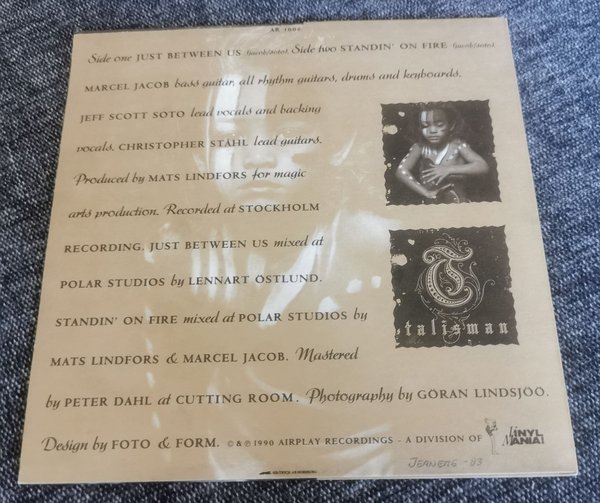 AR 1006
Side one JUST BETWEEN US (jacob/soto). Side two STANDIN' ON FIRE (jacob/soto).
MARCEL JACOB bass guitar, all rhythm guitars, drums and keyboards.
JEFF SCOTT SOTO lead vocals and backing
vocals. CHRISTOPHER STÅHL lead guitars.
Produced by MATS LINDFORS for magic
arts production. Recorded at STOCKHOLM
RECORDING. JUST BETWEEN US mixed at
POLAR STUDIOS by LENNART ÖSTLUND.
STANDIN' ON FIRE mixed at POLAR STUDIOS by
MATS LINDFORS & MARCEL JACOB. Mastered
by PETER DAHL at CUTTING ROOM. Photography by GÖRAN LINDSJÖÖ.
Design by FOTO & FORM. © & ℗ 1990 AIRPLAY RECORDINGS - A DIVISION OF
VINYL
MANIA!
T
talisman